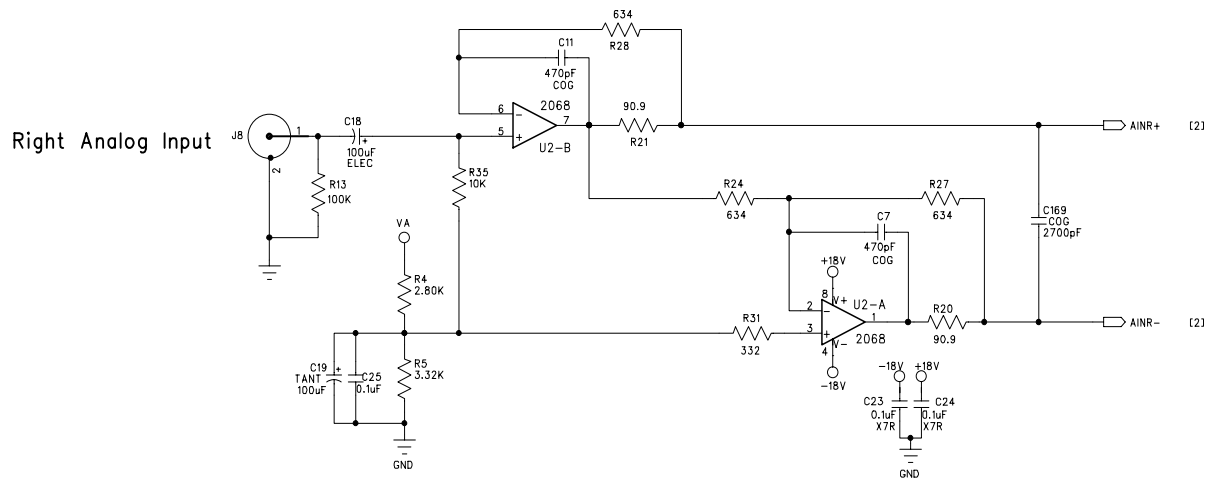 634
R28
C11
470pF
COG
2068
6
7
5
U2-B
90.9
R21
AINR+ [2]
Right Analog Input
J8
1
2
C18
+
100uF
ELEC
R13
100K
R35
10K
R24
634
R27
634
C169
COG
2700pF
C7
470pF
COG
VA
R4
2.80K
+18V
8
V+
U2-A
2
1
3
4
V-
2068
-18V
R31
332
R20
90.9
AINR- [2]
C19
+
TANT
100uF
C25
0.1uF
R5
3.32K
GND
-18V
+18V
C23
0.1uF
X7R
C24
0.1uF
X7R
GND